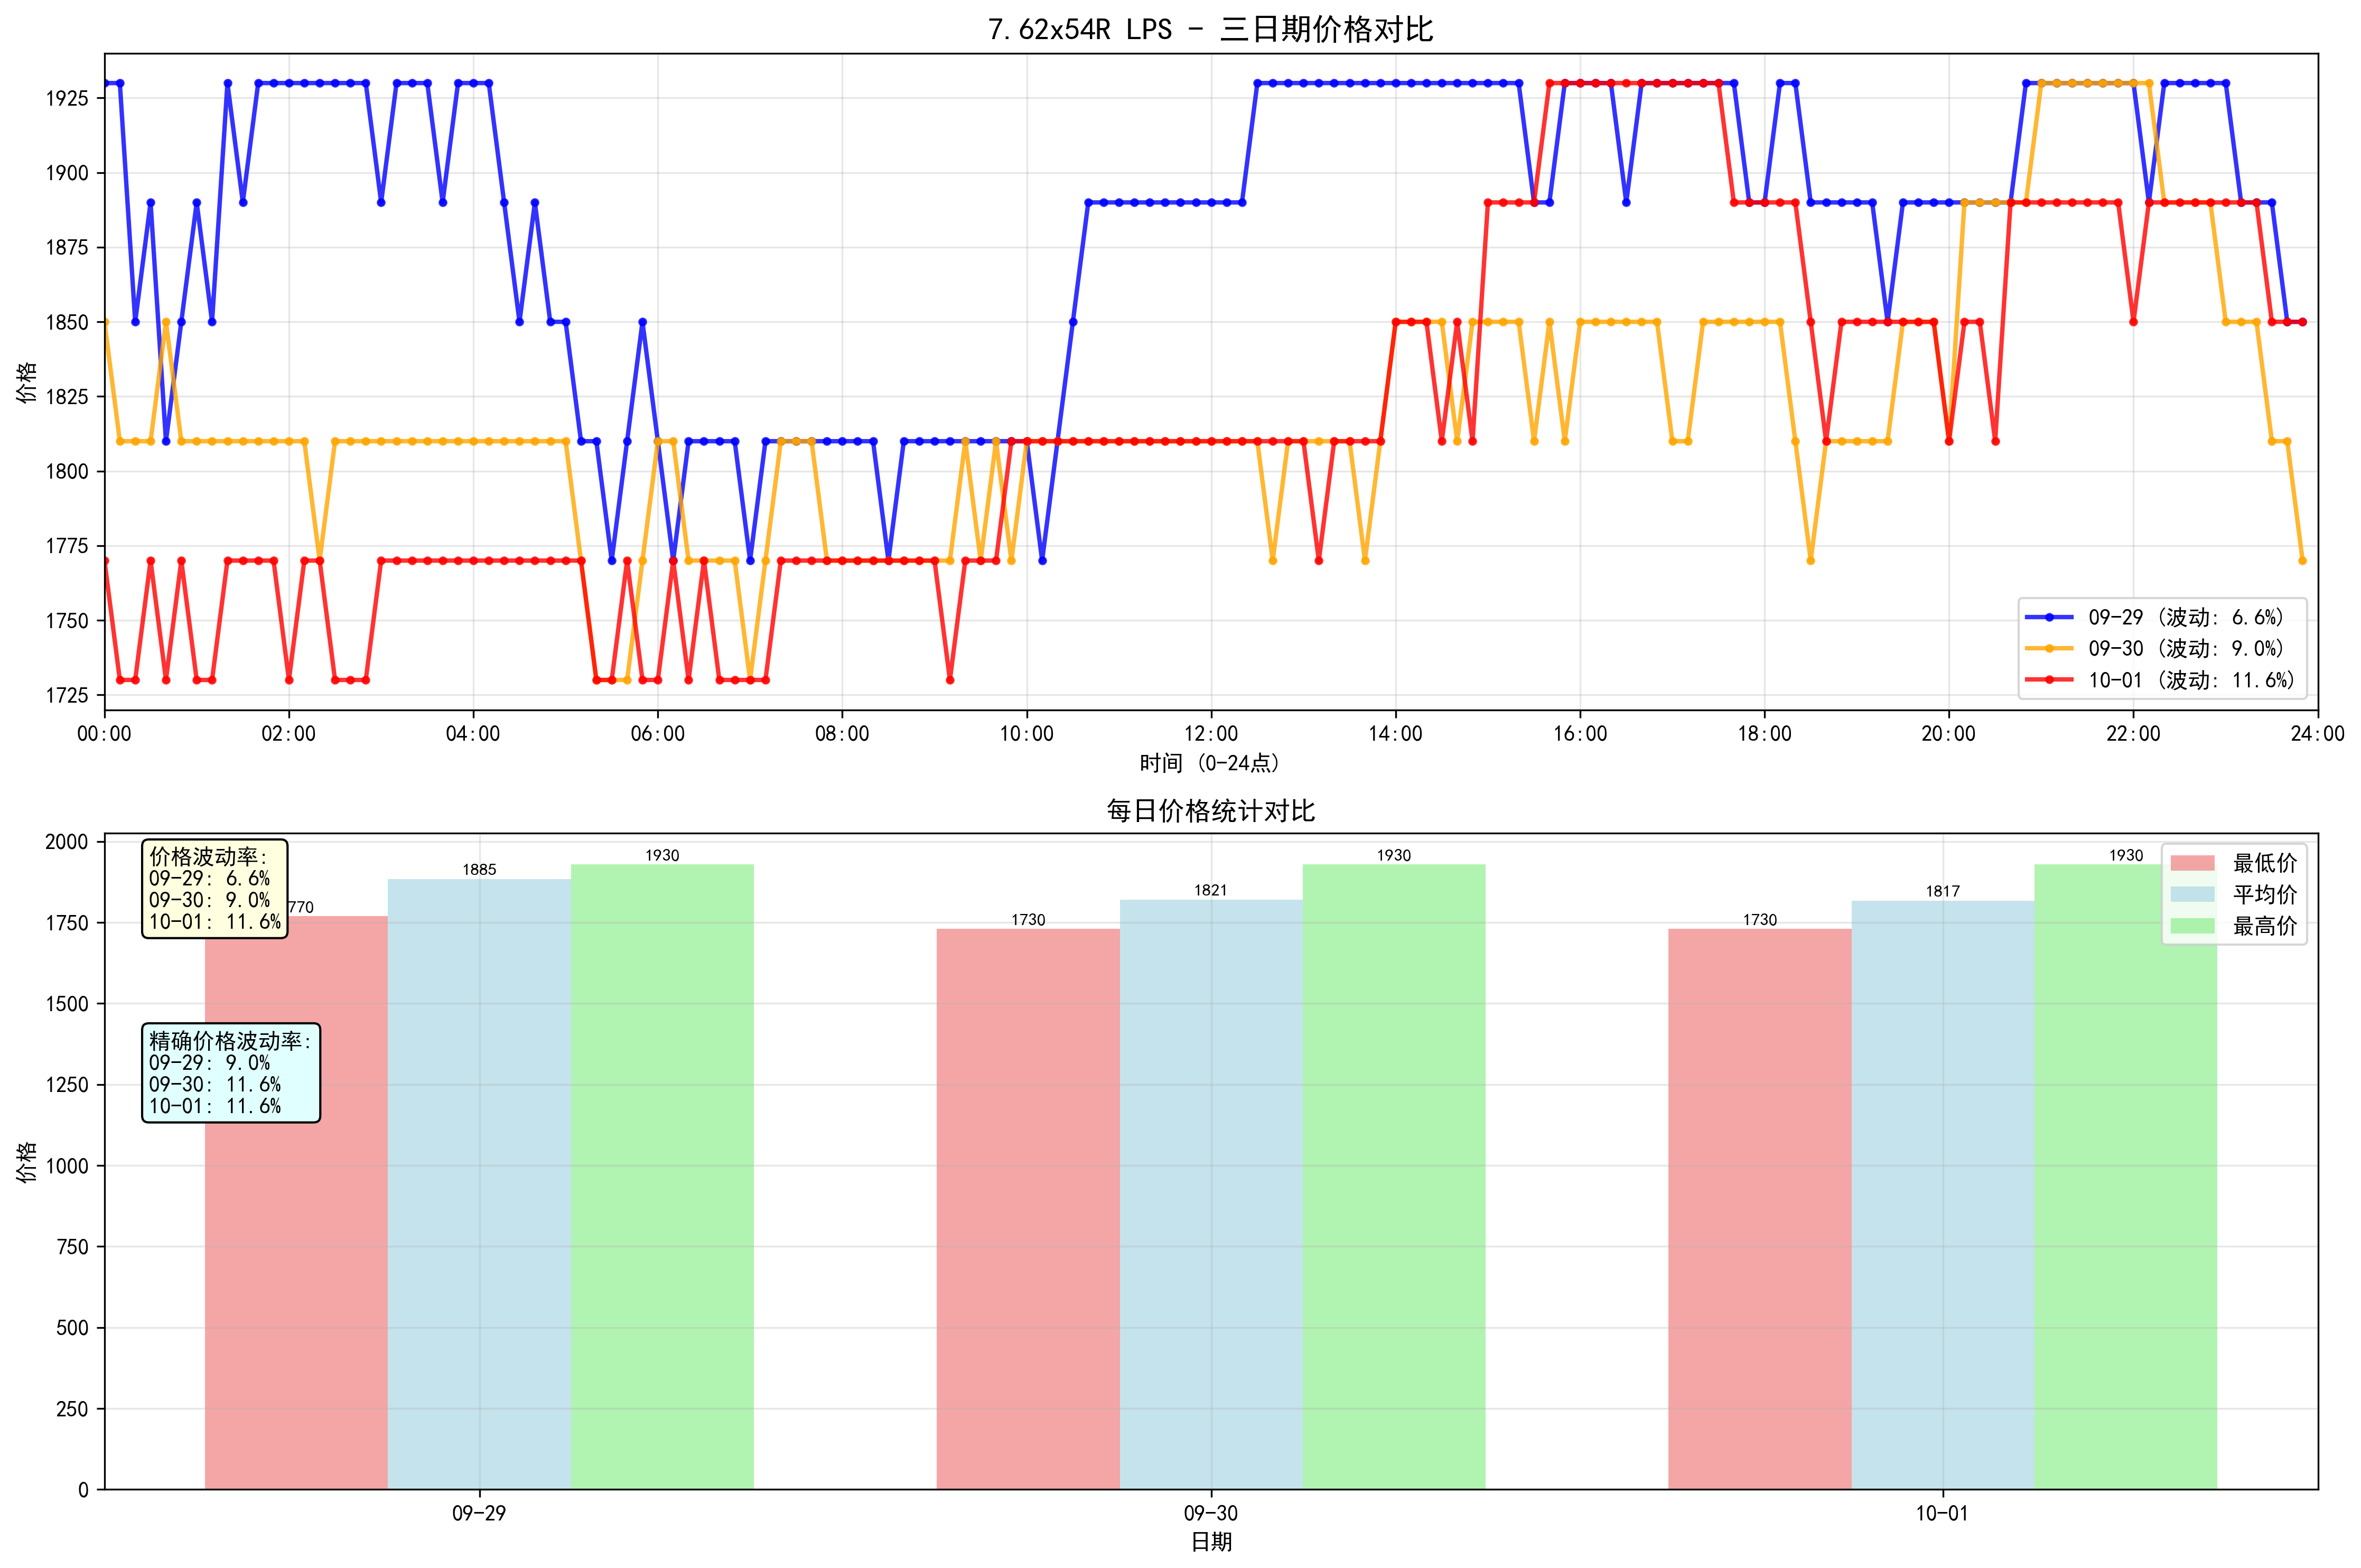 7.62x54R LPS - 三日期价格对比
价格
1925
1900
1875
1850
1825
1800
1775
1750
1725
00:00 02:00 04:00 06:00 08:00 10:00 12:00 14:00 16:00 18:00 20:00 22:00 24:00
时间 (0-24点)
09-29 (波动: 6.6%)
09-30 (波动: 9.0%)
10-01 (波动: 11.6%)
每日价格统计对比
价格
2000
1750
1500
1250
1000
750
500
250
0
价格波动率:
09-29: 6.6%
09-30: 9.0%
10-01: 11.6%
精确价格波动率:
09-29: 9.0%
09-30: 11.6%
10-01: 11.6%
770 1885 1930 1730 1821 1930 1730 1817 1930
最低价
平均价
最高价
09-29 09-30 10-01
日期